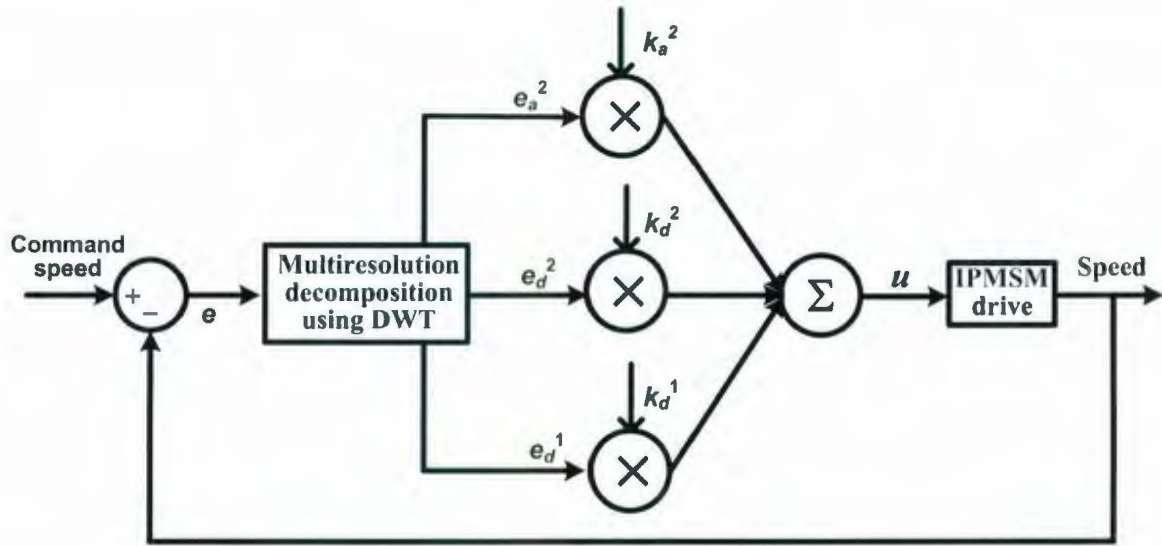 k_a^2
e_a^2
×
k_d^2
Command
speed
+
−
e
Multiresolution
decomposition
using DWT
e_d^2
×
Σ
u
IPMSM
drive
Speed
k_d^1
e_d^1
×